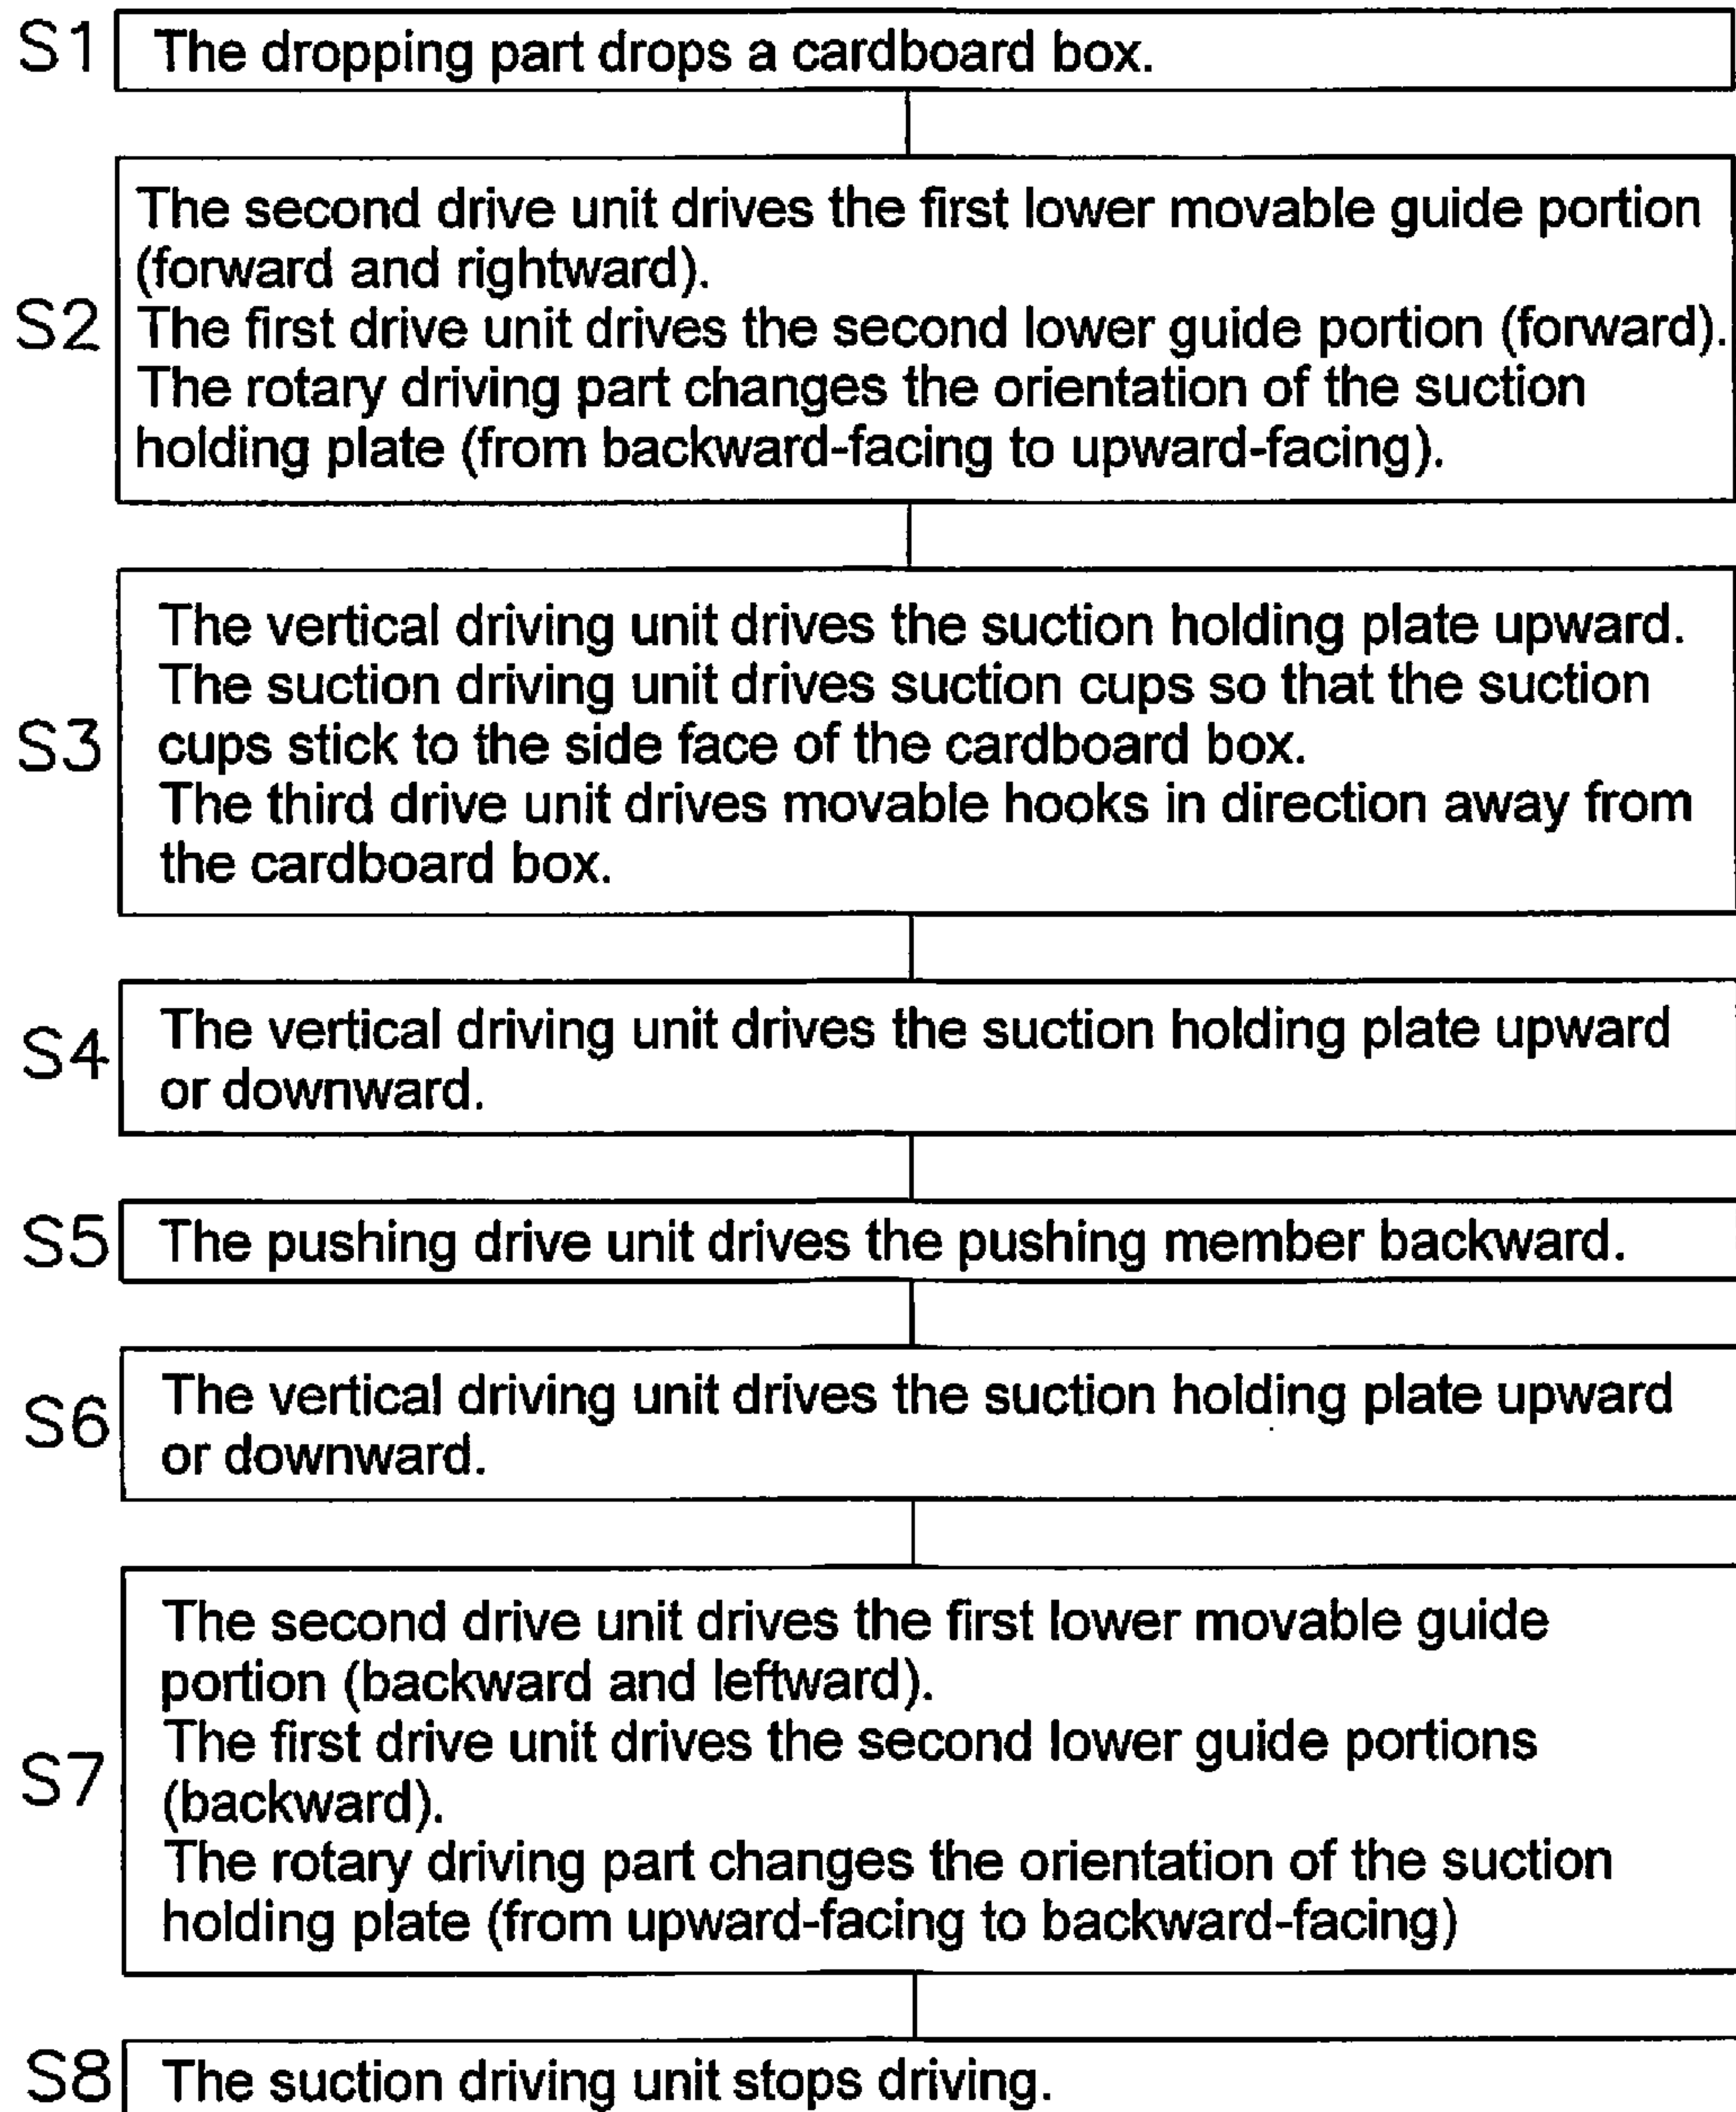 S1 The dropping part drops a cardboard box.
The second drive unit drives the first lower movable guide portion
(forward and rightward).
S2 The first drive unit drives the second lower guide portion (forward).
The rotary driving part changes the orientation of the suction
holding plate (from backward-facing to upward-facing).
The vertical driving unit drives the suction holding plate upward.
The suction driving unit drives suction cups so that the suction
S3 cups stick to the side face of the cardboard box.
The third drive unit drives movable hooks in direction away from
the cardboard box.
S4 The vertical driving unit drives the suction holding plate upward
or downward.
S5 The pushing drive unit drives the pushing member backward.
S6 The vertical driving unit drives the suction holding plate upward
or downward.
The second drive unit drives the first lower movable guide
portion (backward and leftward).
The first drive unit drives the second lower guide portions
S7 (backward).
The rotary driving part changes the orientation of the suction
holding plate (from upward-facing to backward-facing)
S8 The suction driving unit stops driving.